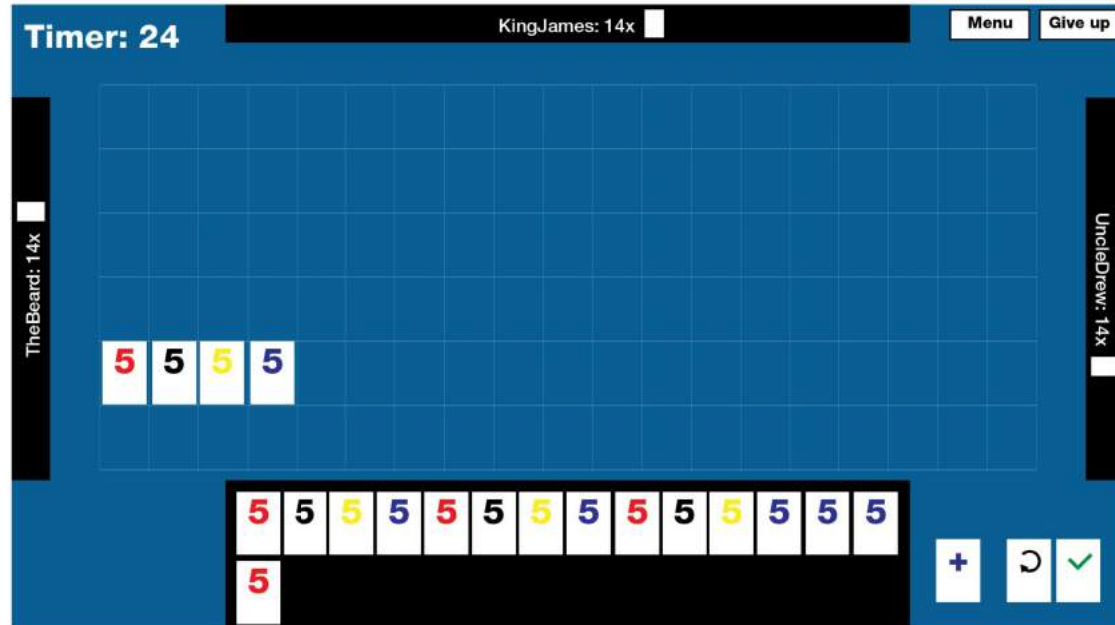 Timer: 24
KingJames: 14x
Menu
Give up
TheBeard: 14x
UncleDrew: 14x
5 5 5 5
5 5 5 5 5 5 5 5 5 5 5 5 5 5
5
+